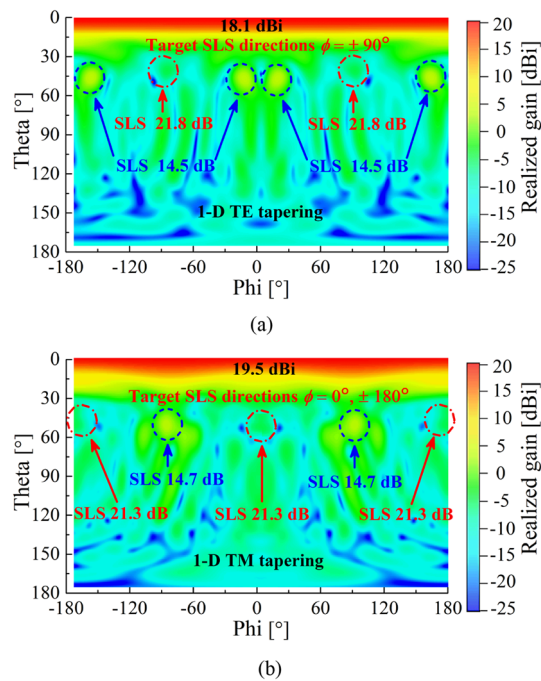 18.1 dBi
Target SLS directions ϕ = ± 90°
SLS 21.8 dB
SLS 21.8 dB
SLS 14.5 dB
SLS 14.5 dB
1-D TE tapering
0
30
60
90
120
150
180
Theta [°]
-180
-120
-60
0
60
120
180
Phi [°]
20
15
10
5
0
-5
-10
-15
-20
-25
Realized gain [dBi]
(a)
19.5 dBi
Target SLS directions ϕ = 0°, ± 180°
SLS 14.7 dB
SLS 14.7 dB
SLS 21.3 dB
SLS 21.3 dB
SLS 21.3 dB
1-D TM tapering
0
30
60
90
120
150
180
Theta [°]
-180
-120
-60
0
60
120
180
Phi [°]
20
15
10
5
0
-5
-10
-15
-20
-25
Realized gain [dBi]
(b)